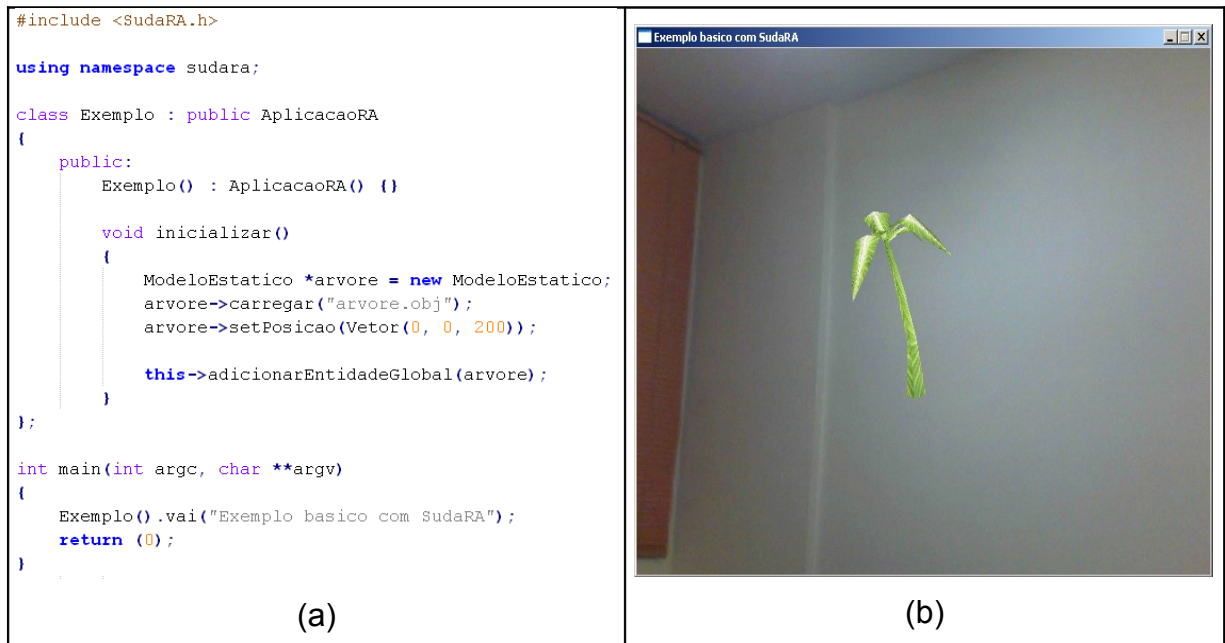 #include <SudaRA.h>
using namespace sudara;
class Exemplo : public AplicacaoRA
{
    public:
        Exemplo() : AplicacaoRA() {}
        void inicializar()
        {
            ModeloEstatico *arvore = new ModeloEstatico;
            arvore->carregar("arvore.obj");
            arvore->setPosicao(Vetor(0, 0, 200));
            this->adicionarEntidadeGlobal(arvore);
        }
};
int main(int argc, char **argv)
{
    Exemplo().vai("Exemplo basico com SudaRA");
    return (0);
}
(a)
Exemplo basico com SudaRA
(b)